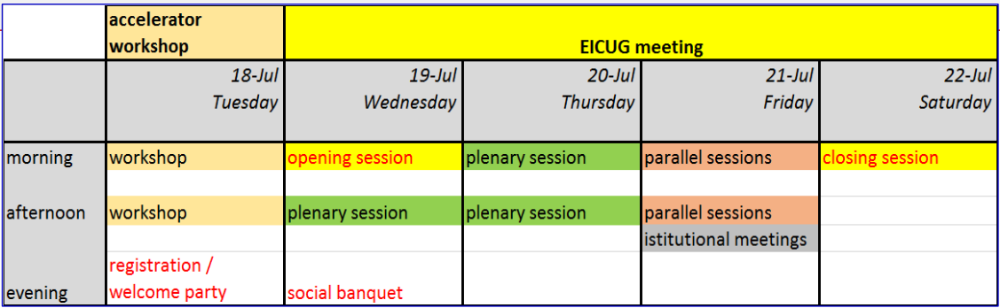 accelerator
workshop
EICUG meeting
18-Jul
Tuesday
19-Jul
Wednesday
20-Jul
Thursday
21-Jul
Friday
22-Jul
Saturday
morning
workshop
opening session
plenary session
parallel sessions
closing session
afternoon
workshop
plenary session
plenary session
parallel sessions
istitutional meetings
evening
registration /
welcome party
social banquet